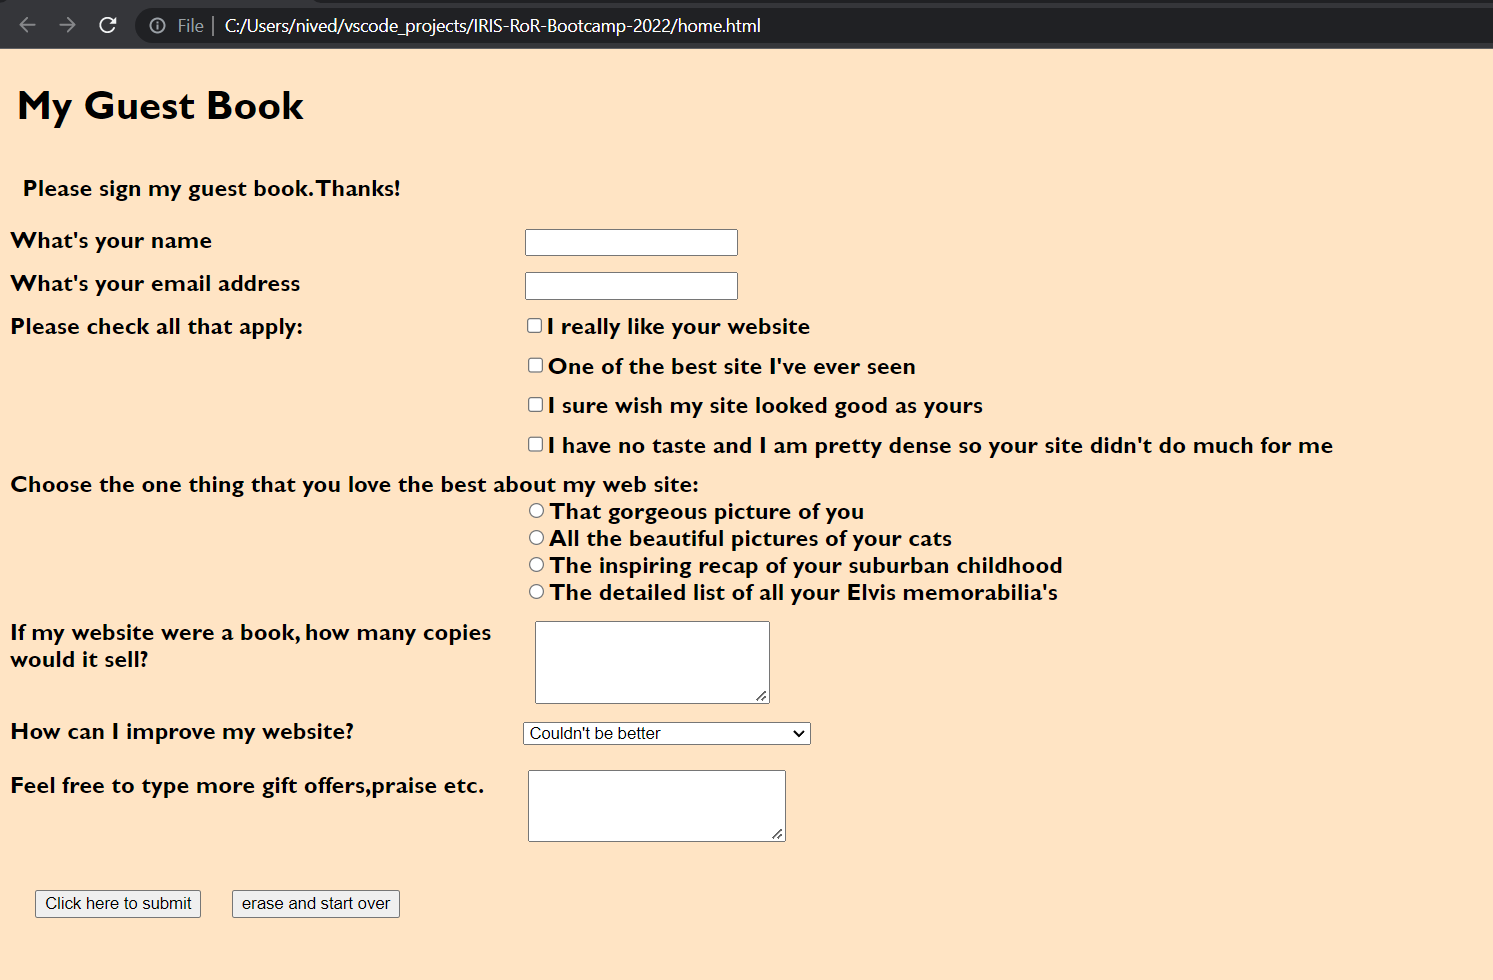 File | C:/Users/nived/vscode_projects/IRIS-RoR-Bootcamp-2022/home.html
My Guest Book
Please sign my guest book.Thanks!
What's your name
What's your email address
Please check all that apply:
I really like your website
One of the best site I've ever seen
I sure wish my site looked good as yours
I have no taste and I am pretty dense so your site didn't do much for me
Choose the one thing that you love the best about my web site:
That gorgeous picture of you
All the beautiful pictures of your cats
The inspiring recap of your suburban childhood
The detailed list of all your Elvis memorabilia's
If my website were a book, how many copies
would it sell?
How can I improve my website?
Couldn't be better
Feel free to type more gift offers,praise etc.
Click here to submit
erase and start over